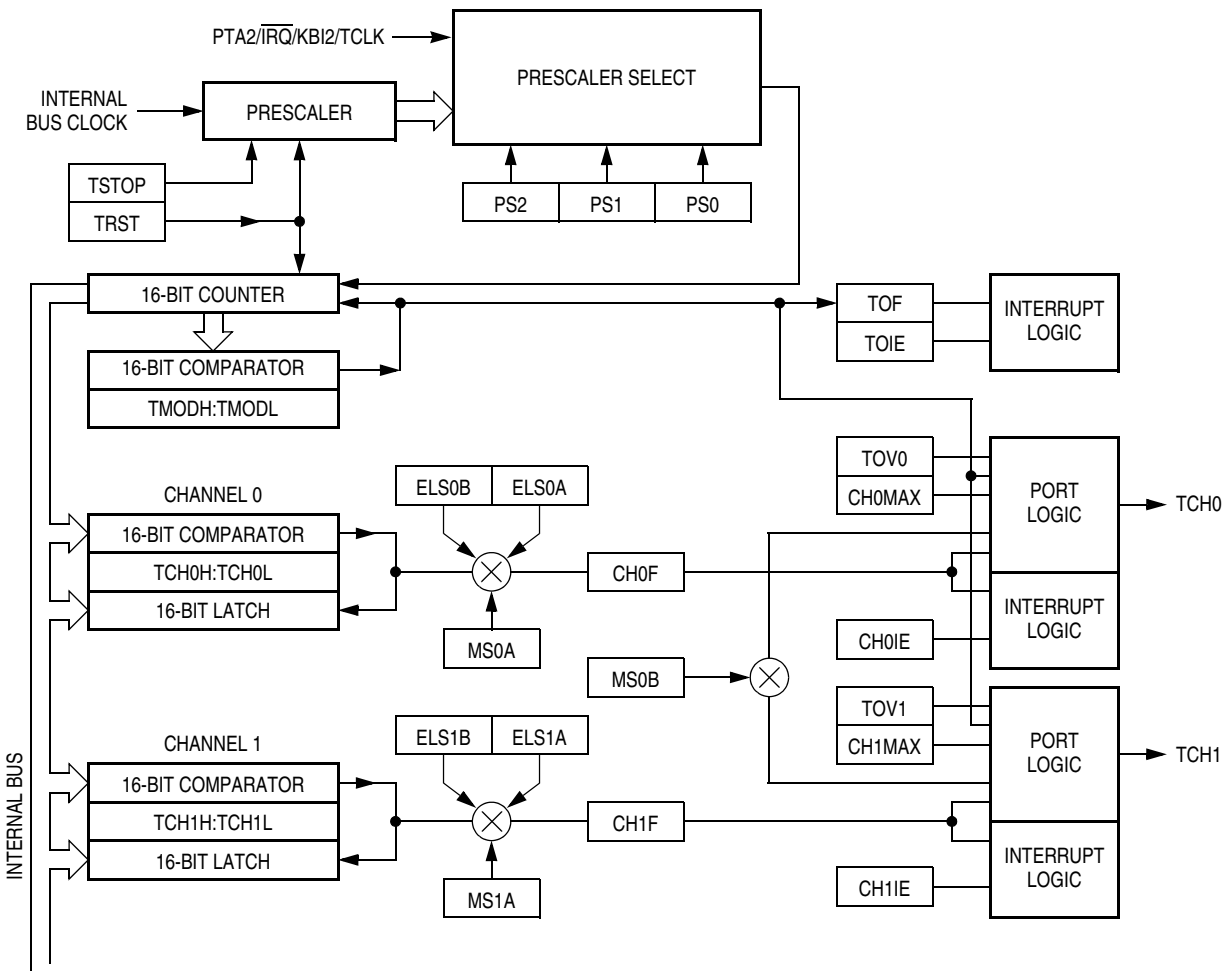 PTA2/IRQ/KBI2/TCLK
PRESCALER SELECT
INTERNAL
BUS CLOCK
PRESCALER
TSTOP
TRST
PS2
PS1
PS0
16-BIT COUNTER
16-BIT COMPARATOR
TMODH:TMODL
TOF
TOIE
INTERRUPT
LOGIC
CHANNEL 0
16-BIT COMPARATOR
TCH0H:TCH0L
16-BIT LATCH
ELS0B
ELS0A
MS0A
CH0F
TOV0
CH0MAX
PORT
LOGIC
TCH0
INTERRUPT
LOGIC
CH0IE
MS0B
CHANNEL 1
16-BIT COMPARATOR
TCH1H:TCH1L
16-BIT LATCH
ELS1B
ELS1A
MS1A
CH1F
TOV1
CH1MAX
PORT
LOGIC
TCH1
INTERRUPT
LOGIC
CH1IE
INTERNAL BUS